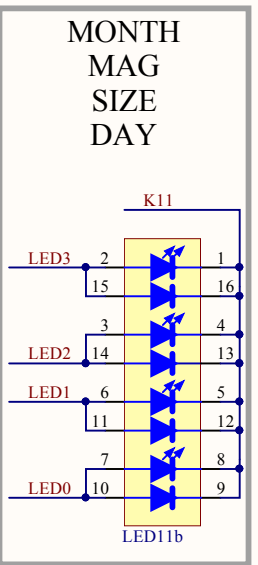 MONTH
MAG
SIZE
DAY
K11
LED3 2 1
15 16
3 4
LED2 14 13
LED1 6 5
11 12
7 8
LED0 10 9
LED11b